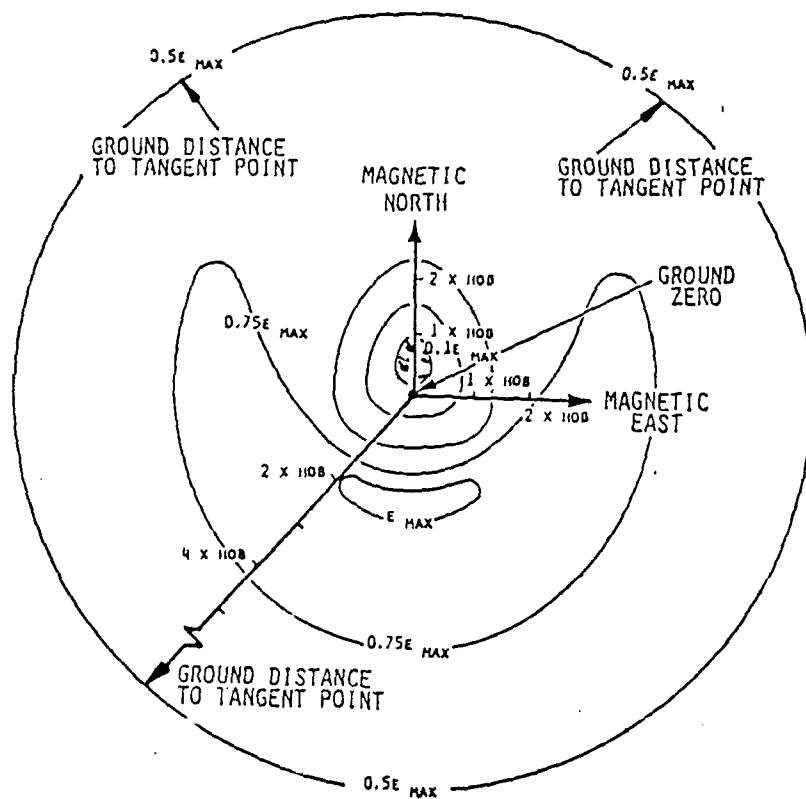 0.5E MAX
0.5E MAX
GROUND DISTANCE
TO TANGENT POINT
GROUND DISTANCE
TO TANGENT POINT
MAGNETIC
NORTH
2 X HOB
GROUND
ZERO
0.75E MAX
1 X HOB
0.1E MAX
1 X HOB
MAGNETIC
EAST
2 X HOB
2 X HOB
E MAX
4 X HOB
0.75E MAX
GROUND DISTANCE
TO TANGENT POINT
0.5E MAX